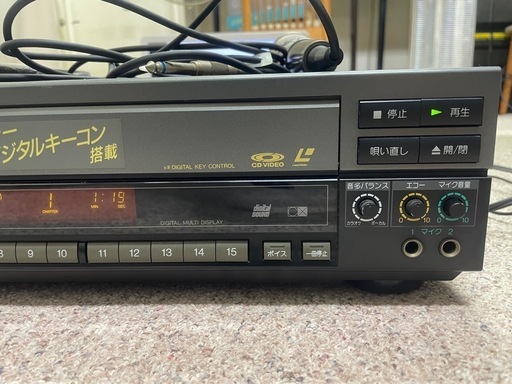 ー
ジタルキーコン
搭載
b# DIGITAL KEY CONTROL
CD VIDEO
L
LASERDISC
■ 停止
▶ 再生
唄い直し
▲ 開/閉
1
CHAPTER
1:19
MIN
SEC
digital
sound
DIGITAL MULTI DISPLAY
音多/バランス
カラオケ
ボーカル
エコー
0
10
マイク音量
0
10
8
9
10
11
12
13
14
15
ボイス
一曲停止
1 マイク 2